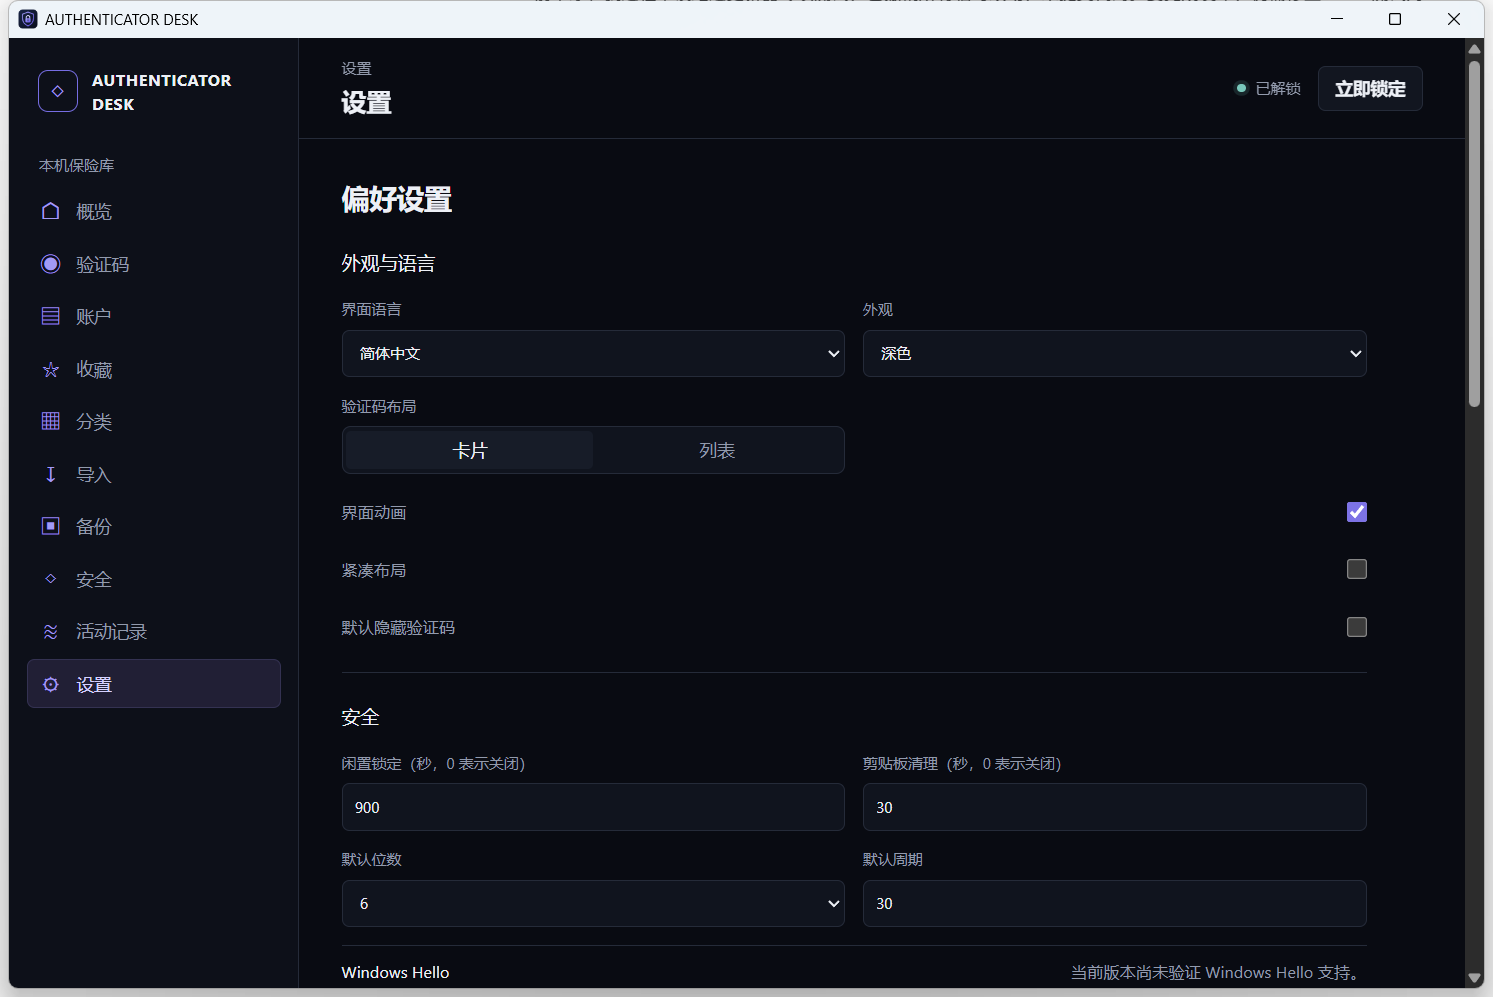 AUTHENTICATOR DESK
AUTHENTICATOR
DESK
本机保险库
概览
验证码
账户
收藏
分类
导入
备份
安全
活动记录
设置
设置
设置
已解锁
立即锁定
偏好设置
外观与语言
界面语言
外观
简体中文
深色
验证码布局
卡片
列表
界面动画
紧凑布局
默认隐藏验证码
安全
闲置锁定（秒，0 表示关闭）
剪贴板清理（秒，0 表示关闭）
900
30
默认位数
默认周期
6
30
Windows Hello
当前版本尚未验证 Windows Hello 支持。